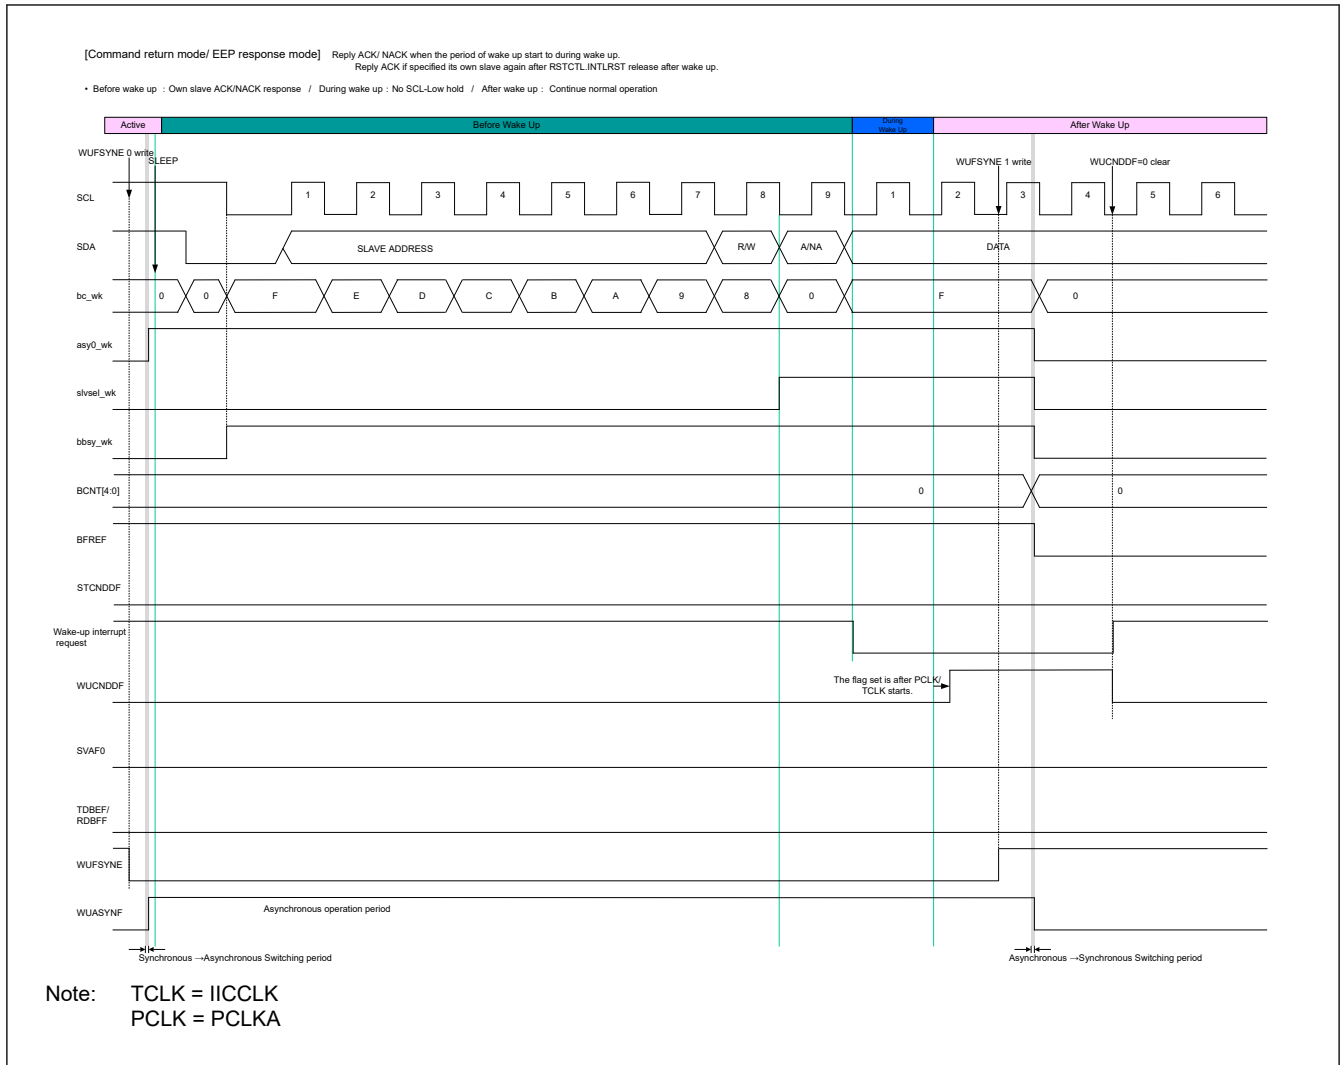 [Command return mode/ EEP response mode] Reply ACK/ NACK when the period of wake up start to during wake up.
Reply ACK if specified its own slave again after RSTCTL.INTLRST release after wake up.
• Before wake up : Own slave ACK/NACK response / During wake up : No SCL-Low hold / After wake up : Continue normal operation
Active Before Wake Up During Wake Up After Wake Up
WUFSYNE 0 write SLEEP WUFSYNE 1 write WUCNDDF=0 clear
SCL 1 2 3 4 5 6 7 8 9 1 2 3 4 5 6
SDA SLAVE ADDRESS R/W A/NA DATA
bc_wk 0 0 F E D C B A 9 8 0 F 0
asy0_wk
slvsel_wk
bbsy_wk
BCNT[4:0] 0 0
BFREF
STCNDDF
Wake-up interrupt
request
WUCNDDF The flag set is after PCLK/
TCLK starts.
SVAF0
TDBEF/
RDBFF
WUFSYNE
WUASYNF Asynchronous operation period
Synchronous →Asynchronous Switching period Asynchronous →Synchronous Switching period
Note: TCLK = IICCLK
PCLK = PCLKA